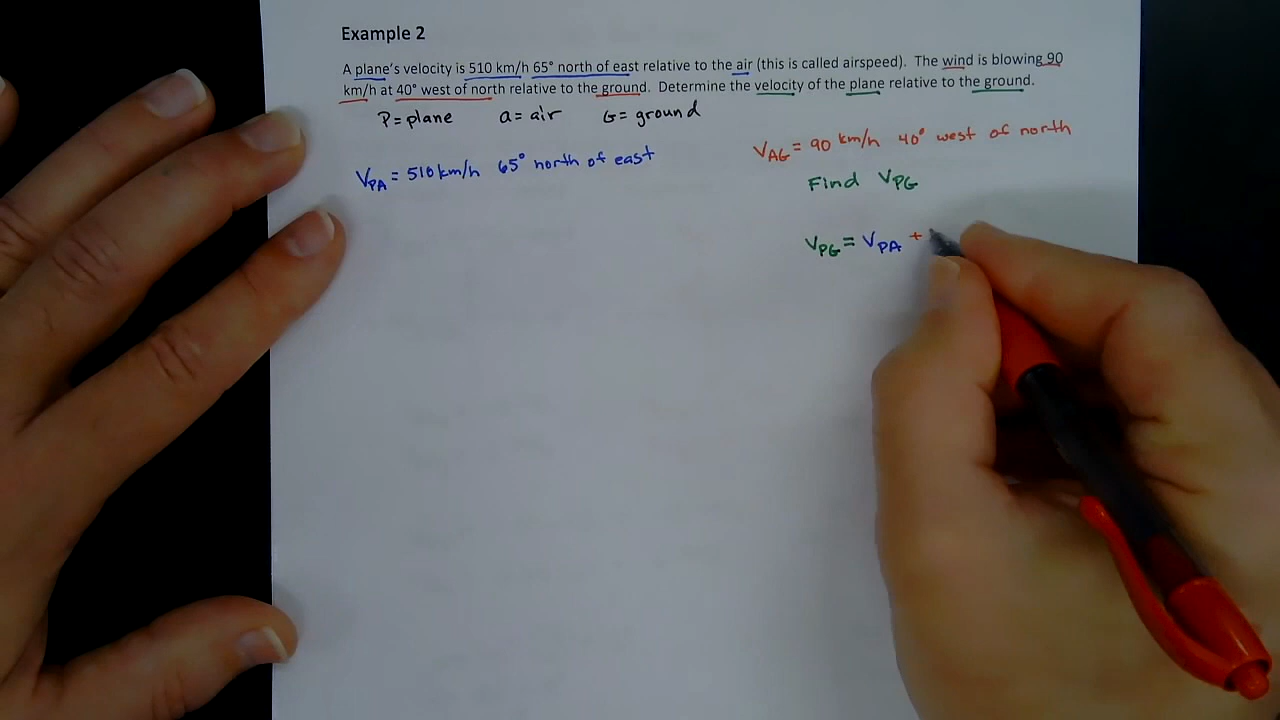 Example 2
A plane's velocity is 510 km/h 65° north of east relative to the air (this is called airspeed). The wind is blowing 90
km/h at 40° west of north relative to the ground. Determine the velocity of the plane relative to the ground.
P = plane a = air G = ground
V_AG = 90 km/h 40° west of north
V_PA = 510 km/h 65° north of east
Find V_PG
V_PG = V_PA +